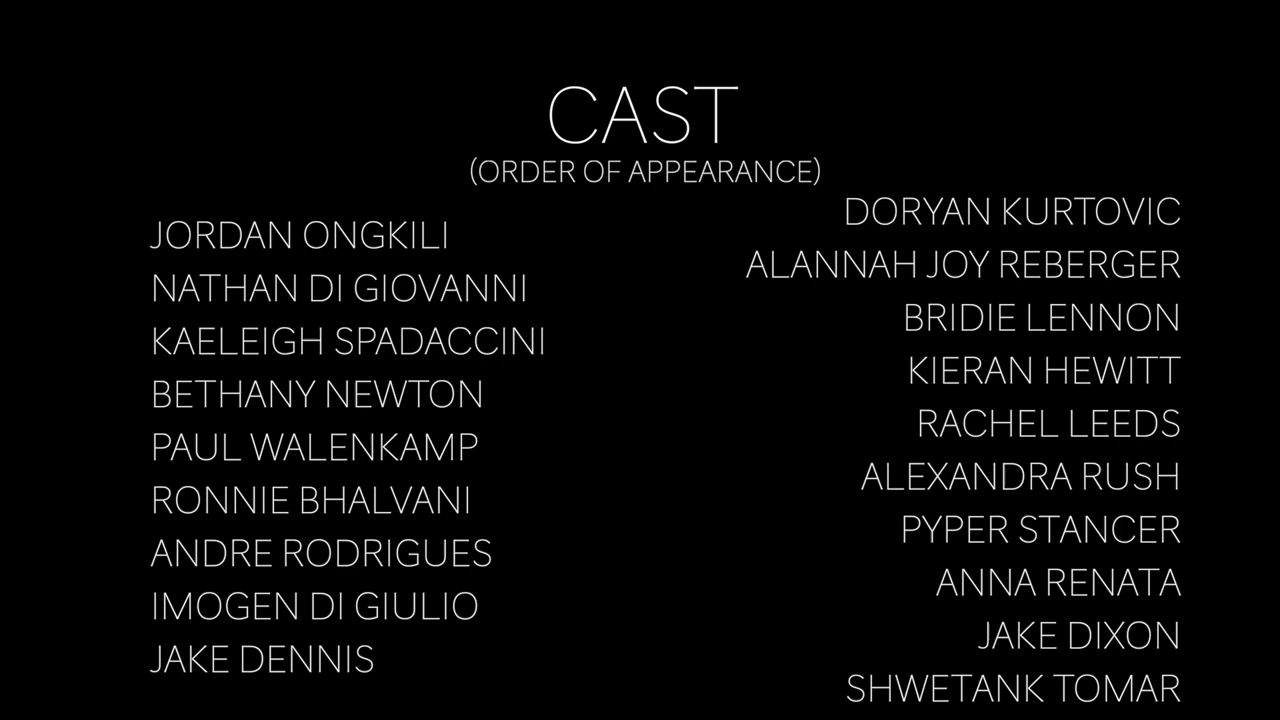 CAST
(ORDER OF APPEARANCE)
JORDAN ONGKILI
NATHAN DI GIOVANNI
KAELEIGH SPADACCINI
BETHANY NEWTON
PAUL WALENKAMP
RONNIE BHALVANI
ANDRE RODRIGUES
IMOGEN DI GIULIO
JAKE DENNIS
DORYAN KURTOVIC
ALANNAH JOY REBERGER
BRIDIE LENNON
KIERAN HEWITT
RACHEL LEEDS
ALEXANDRA RUSH
PYPER STANCER
ANNA RENATA
JAKE DIXON
SHWETANK TOMAR